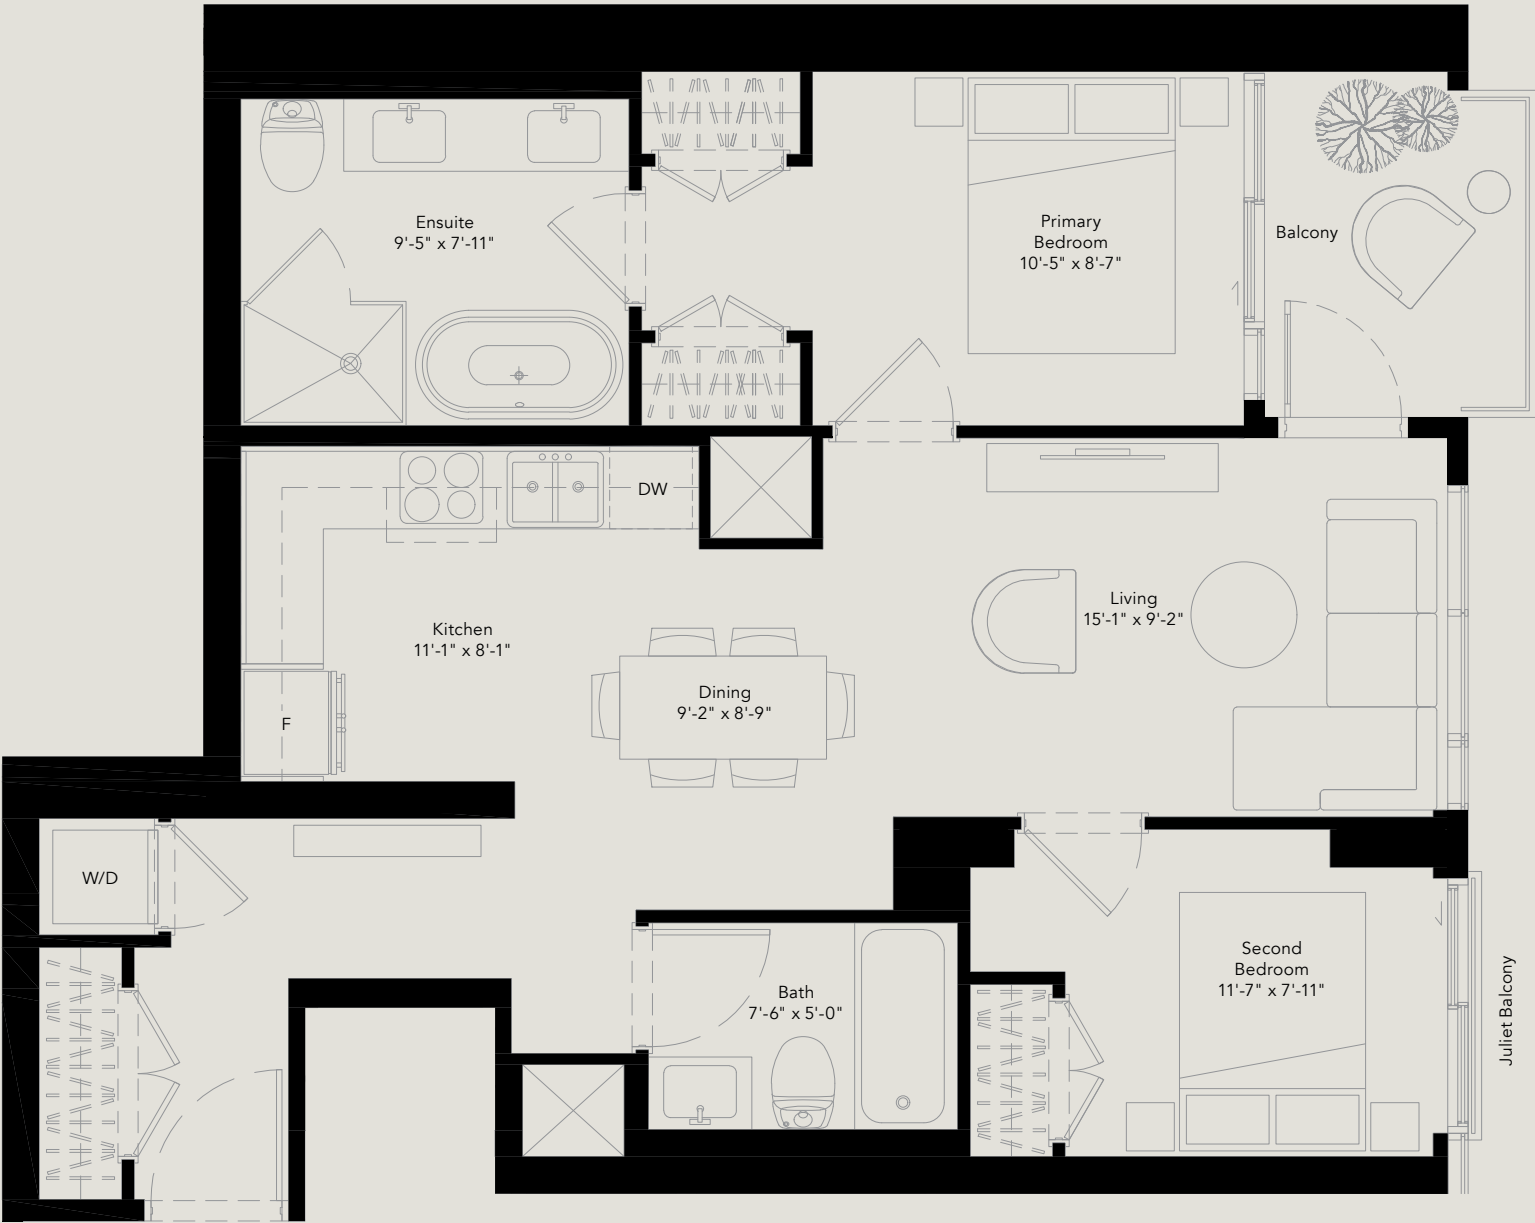 Ensuite
9'-5" x 7'-11"
Primary
Bedroom
10'-5" x 8'-7"
Balcony
DW
Kitchen
11'-1" x 8'-1"
Living
15'-1" x 9'-2"
Dining
9'-2" x 8'-9"
F
W/D
Bath
7'-6" x 5'-0"
Second
Bedroom
11'-7" x 7'-11"
Juliet Balcony